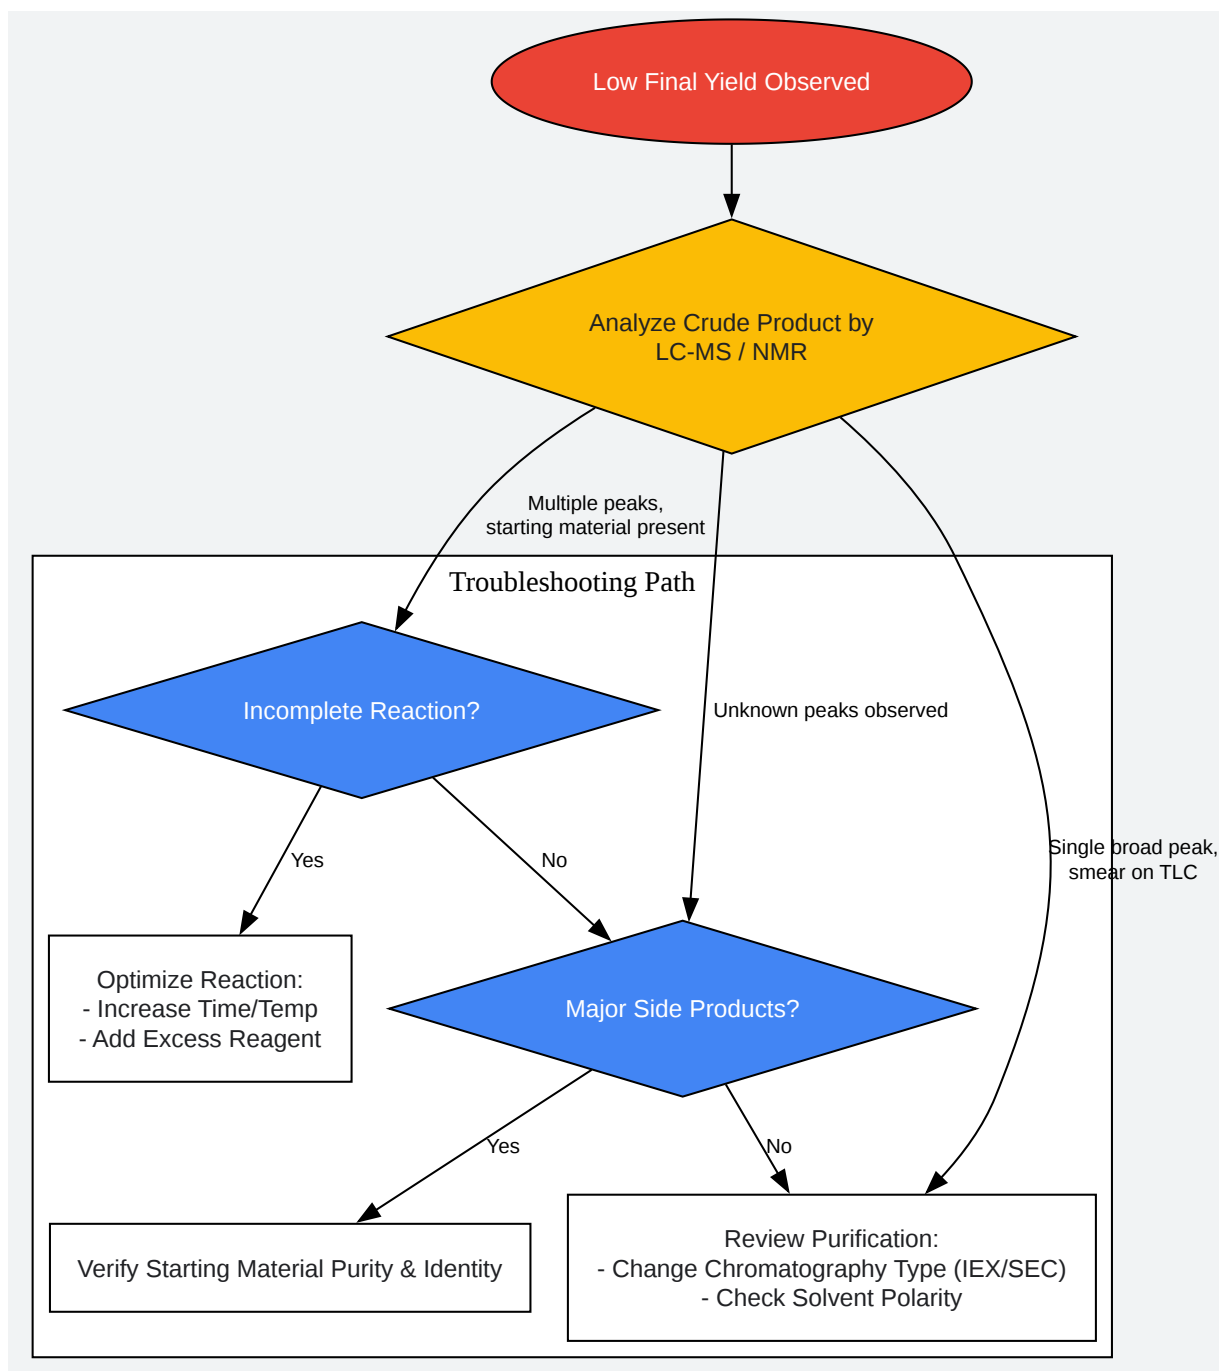 Low Final Yield Observed
Analyze Crude Product by
LC-MS / NMR
Multiple peaks,
starting material present
Troubleshooting Path
Incomplete Reaction?
Unknown peaks observed
Single broad peak,
smear on TLC
Yes
No
Optimize Reaction:
- Increase Time/Temp
- Add Excess Reagent
Major Side Products?
Yes
No
Verify Starting Material Purity & Identity
Review Purification:
- Change Chromatography Type (IEX/SEC)
- Check Solvent Polarity